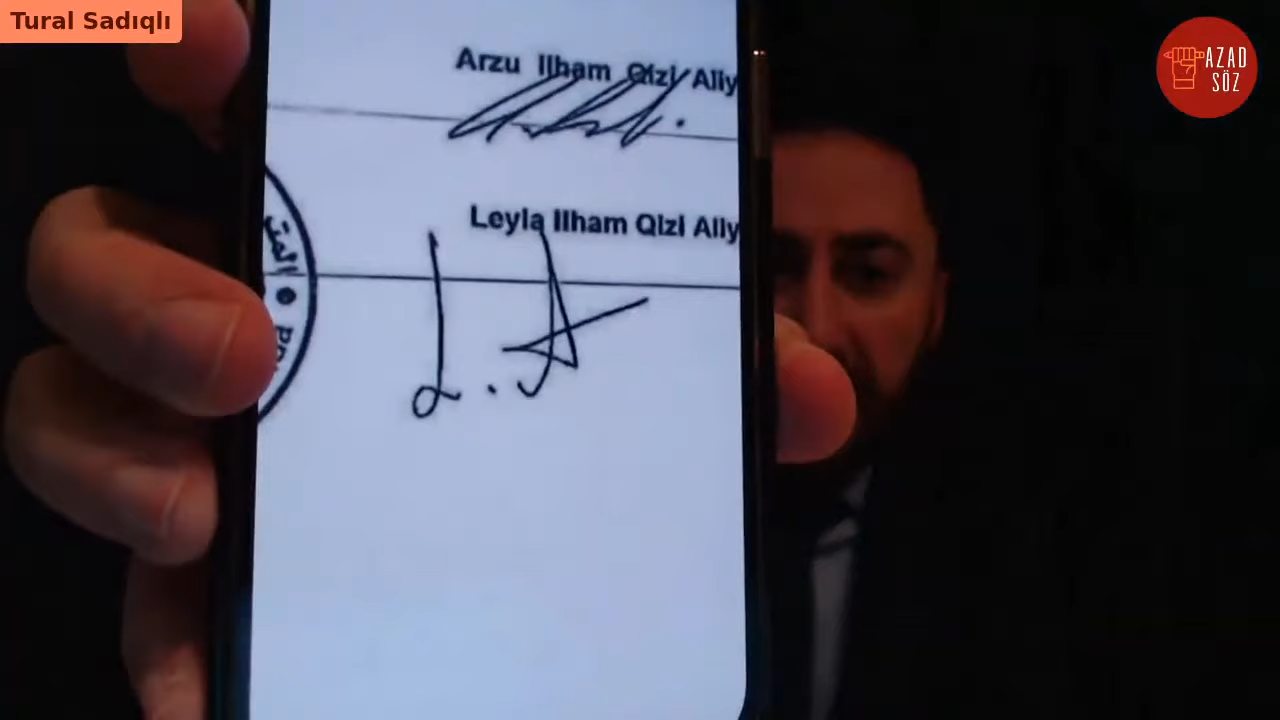 Tural Sadıqlı
AZAD
SÖZ
Arzu Ilham Qizi Aliy
Leyla Ilham Qizi Aliy
L. A